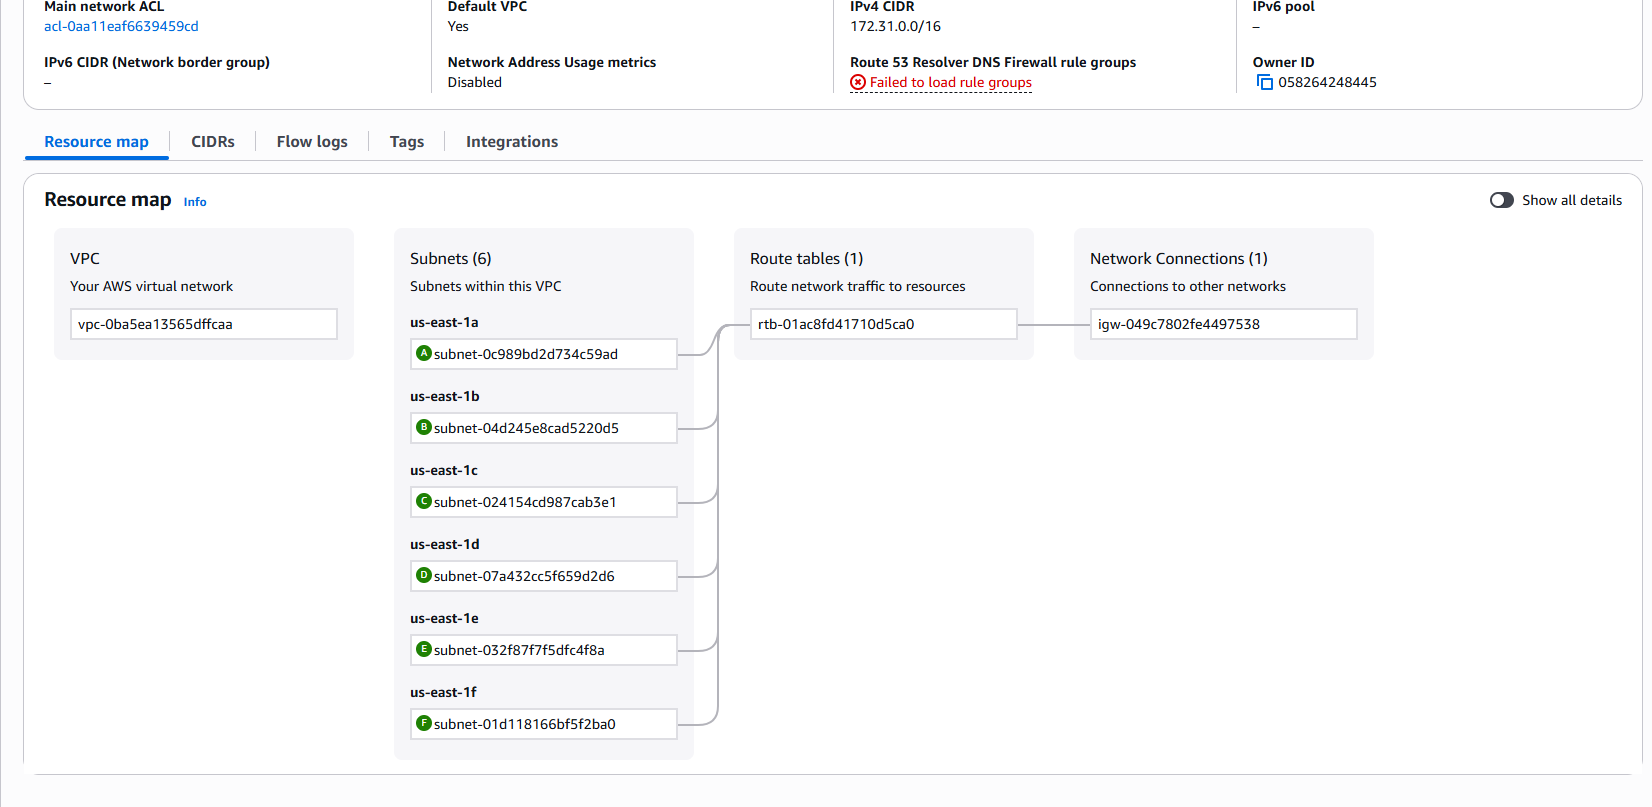 Main network ACL
acl-0aa11eaf6639459cd
Default VPC
Yes
IPv4 CIDR
172.31.0.0/16
IPv6 pool
–
IPv6 CIDR (Network border group)
–
Network Address Usage metrics
Disabled
Route 53 Resolver DNS Firewall rule groups
Failed to load rule groups
Owner ID
058264248445
Resource map
CIDRs
Flow logs
Tags
Integrations
Resource map Info
Show all details
VPC
Your AWS virtual network
vpc-0ba5ea13565dffcaa
Subnets (6)
Subnets within this VPC
us-east-1a
A subnet-0c989bd2d734c59ad
us-east-1b
B subnet-04d245e8cad5220d5
us-east-1c
C subnet-024154cd987cab3e1
us-east-1d
D subnet-07a432cc5f659d2d6
us-east-1e
E subnet-032f87f7f5dfc4f8a
us-east-1f
F subnet-01d118166bf5f2ba0
Route tables (1)
Route network traffic to resources
rtb-01ac8fd41710d5ca0
Network Connections (1)
Connections to other networks
igw-049c7802fe4497538